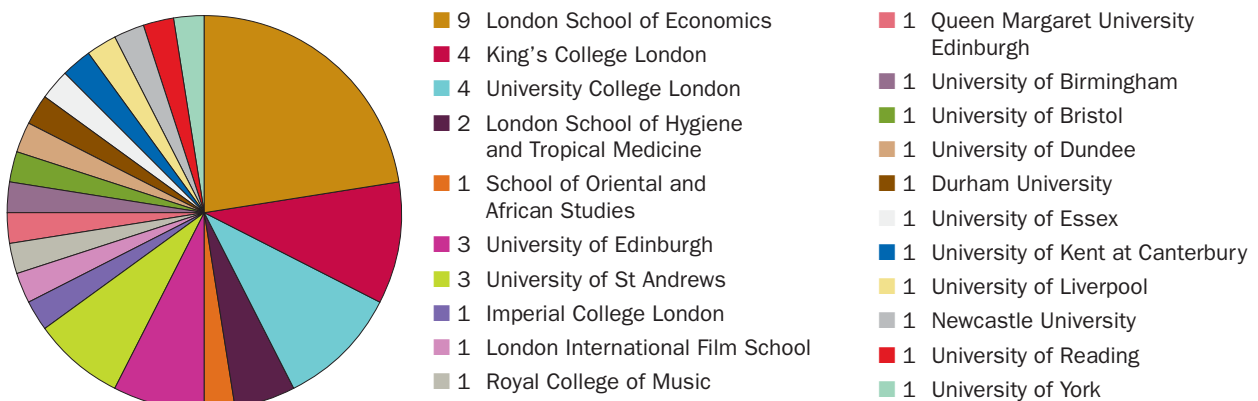 9 London School of Economics
4 King’s College London
4 University College London
2 London School of Hygiene
and Tropical Medicine
1 School of Oriental and
African Studies
3 University of Edinburgh
3 University of St Andrews
1 Imperial College London
1 London International Film School
1 Royal College of Music
1 Queen Margaret University
Edinburgh
1 University of Birmingham
1 University of Bristol
1 University of Dundee
1 Durham University
1 University of Essex
1 University of Kent at Canterbury
1 University of Liverpool
1 Newcastle University
1 University of Reading
1 University of York